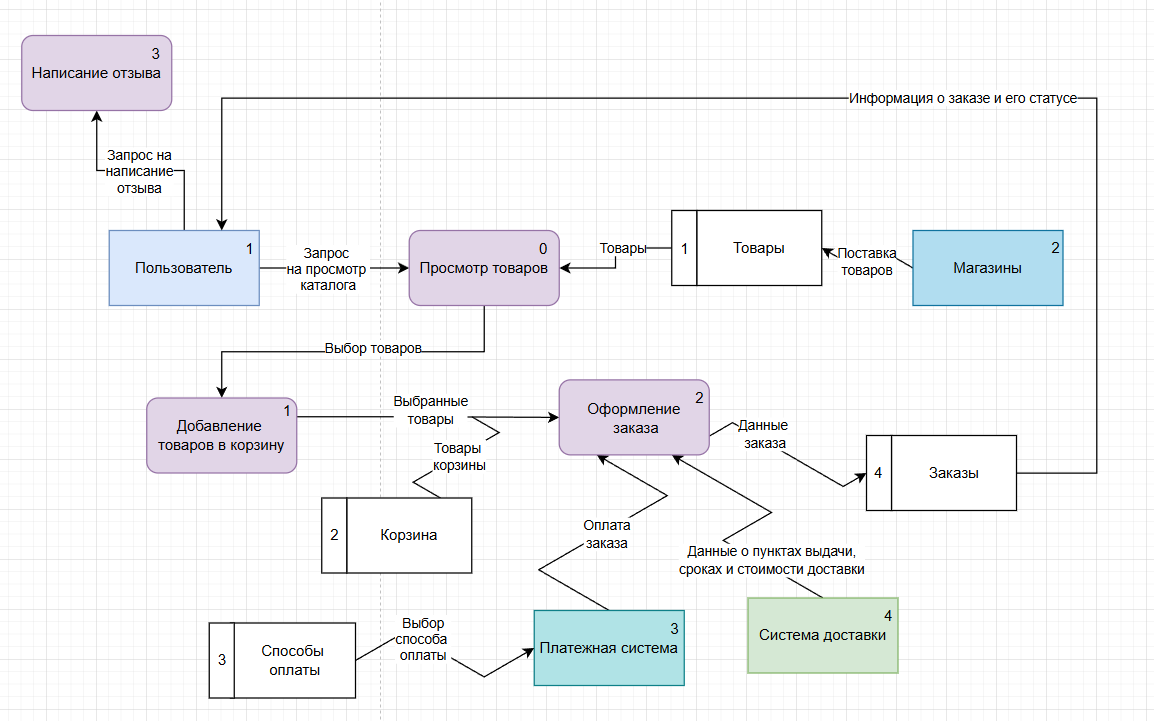 3
Написание отзыва
Информация о заказе и его статусе
Запрос на
написание
отзыва
1
Пользователь
Запрос
на просмотр
каталога
0
Просмотр товаров
Товары
1
Товары
Поставка
товаров
2
Магазины
Выбор товаров
1
Добавление
товаров в корзину
Выбранные
товары
Товары
корзины
2
Оформление
заказа
Данные
заказа
4
Заказы
2
Корзина
Оплата
заказа
Данные о пунктах выдачи,
сроках и стоимости доставки
3
Способы
оплаты
Выбор
способа
оплаты
3
Платежная система
4
Система доставки